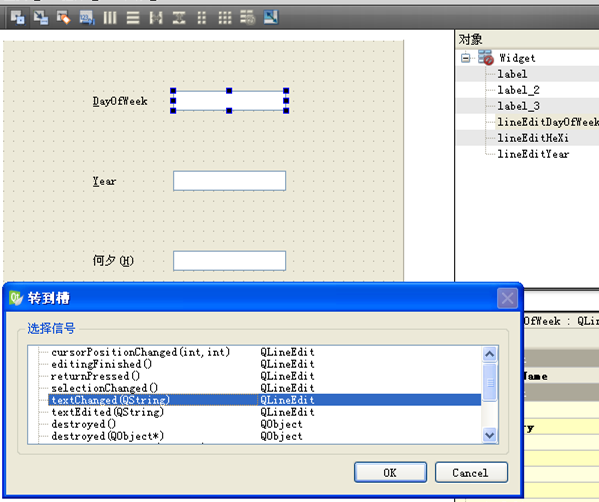 对象
Widget
label
label_2
label_3
lineEditDayOfWeek
lineEditHeXi
lineEditYear
DayOfWeek
Year
何夕(H)
转到槽
选择信号
cursorPositionChanged(int,int) QLineEdit
editingFinished() QLineEdit
returnPressed() QLineEdit
selectionChanged() QLineEdit
textChanged(QString) QLineEdit
textEdited(QString) QLineEdit
destroyed() QObject
destroyed(QObject*) QObject
OK
Cancel
OfWeek : QLin
Name
ry